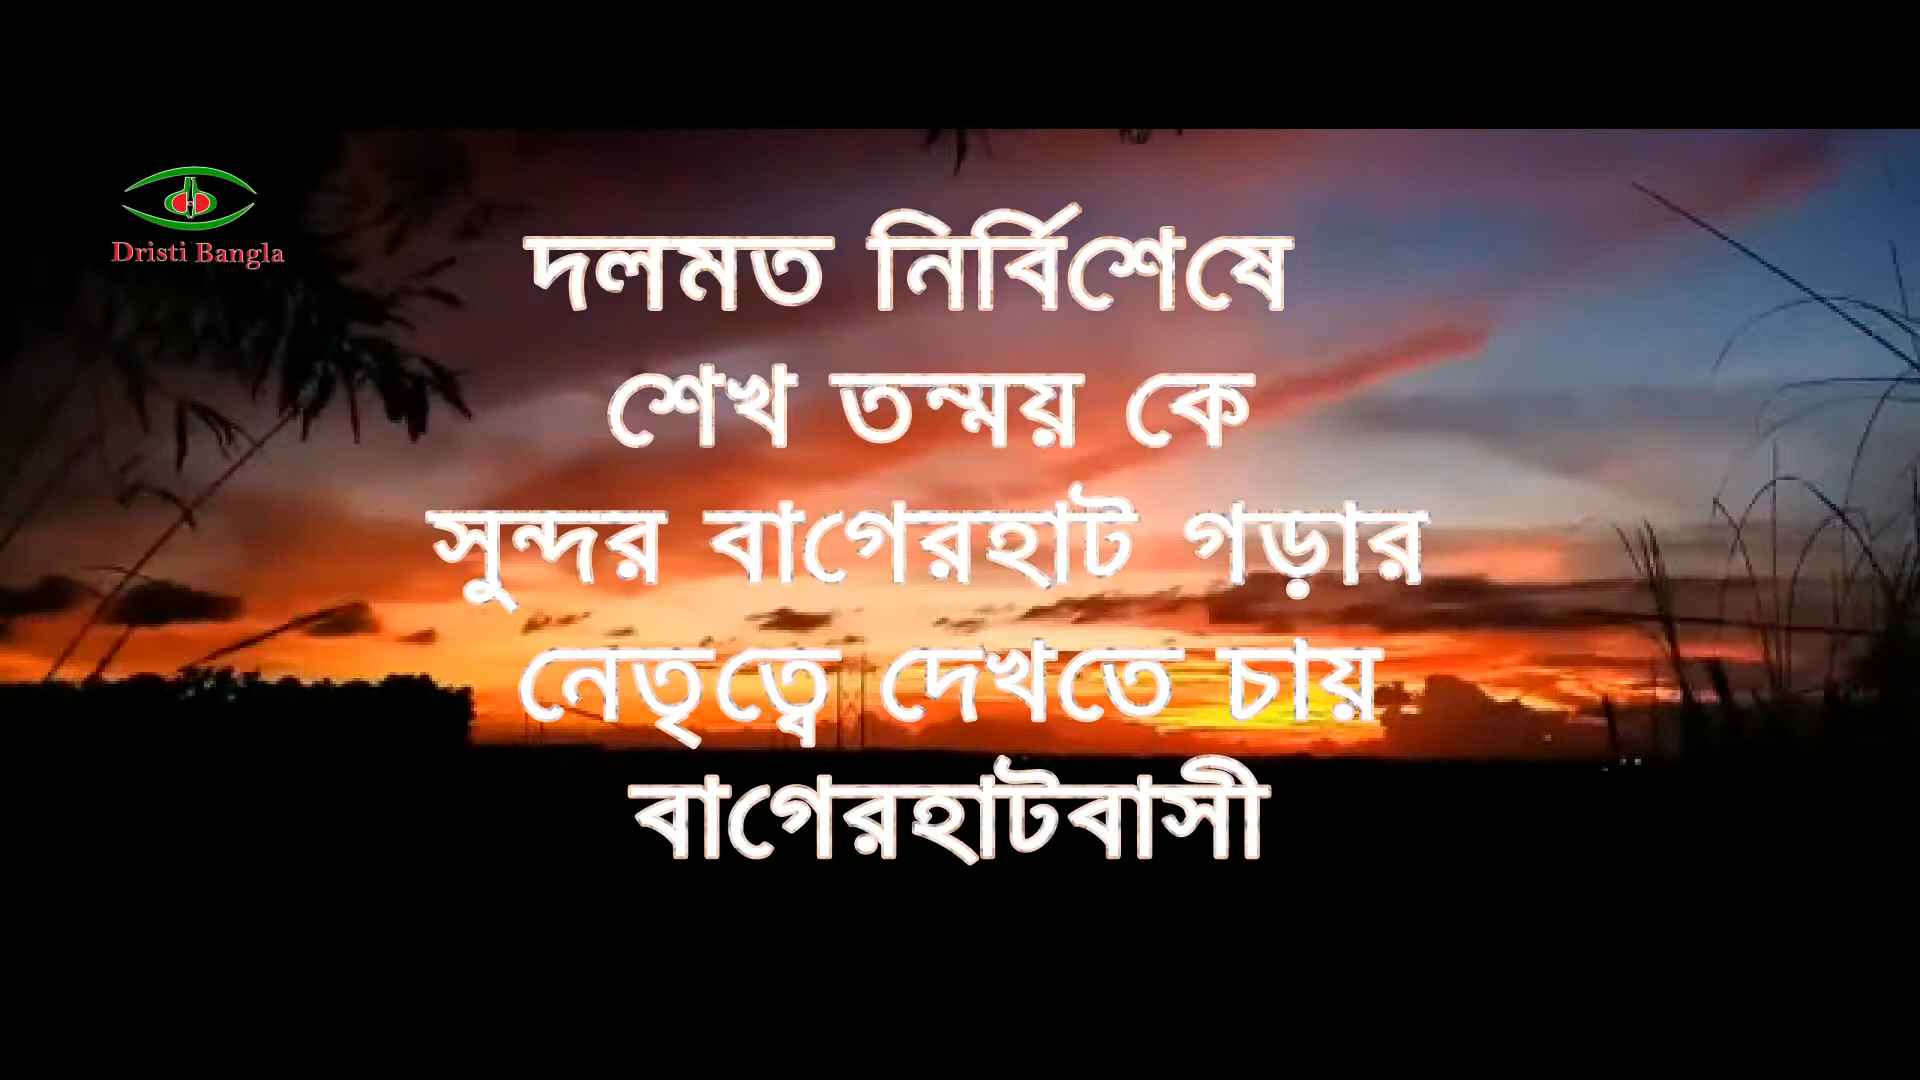 Dristi Bangla
দলমত নির্বিশেষে
শেখ তন্ময় কে
সুন্দর বাগেরহাট গড়ার
নেতৃত্বে দেখতে চায়
বাগেরহাটবাসী